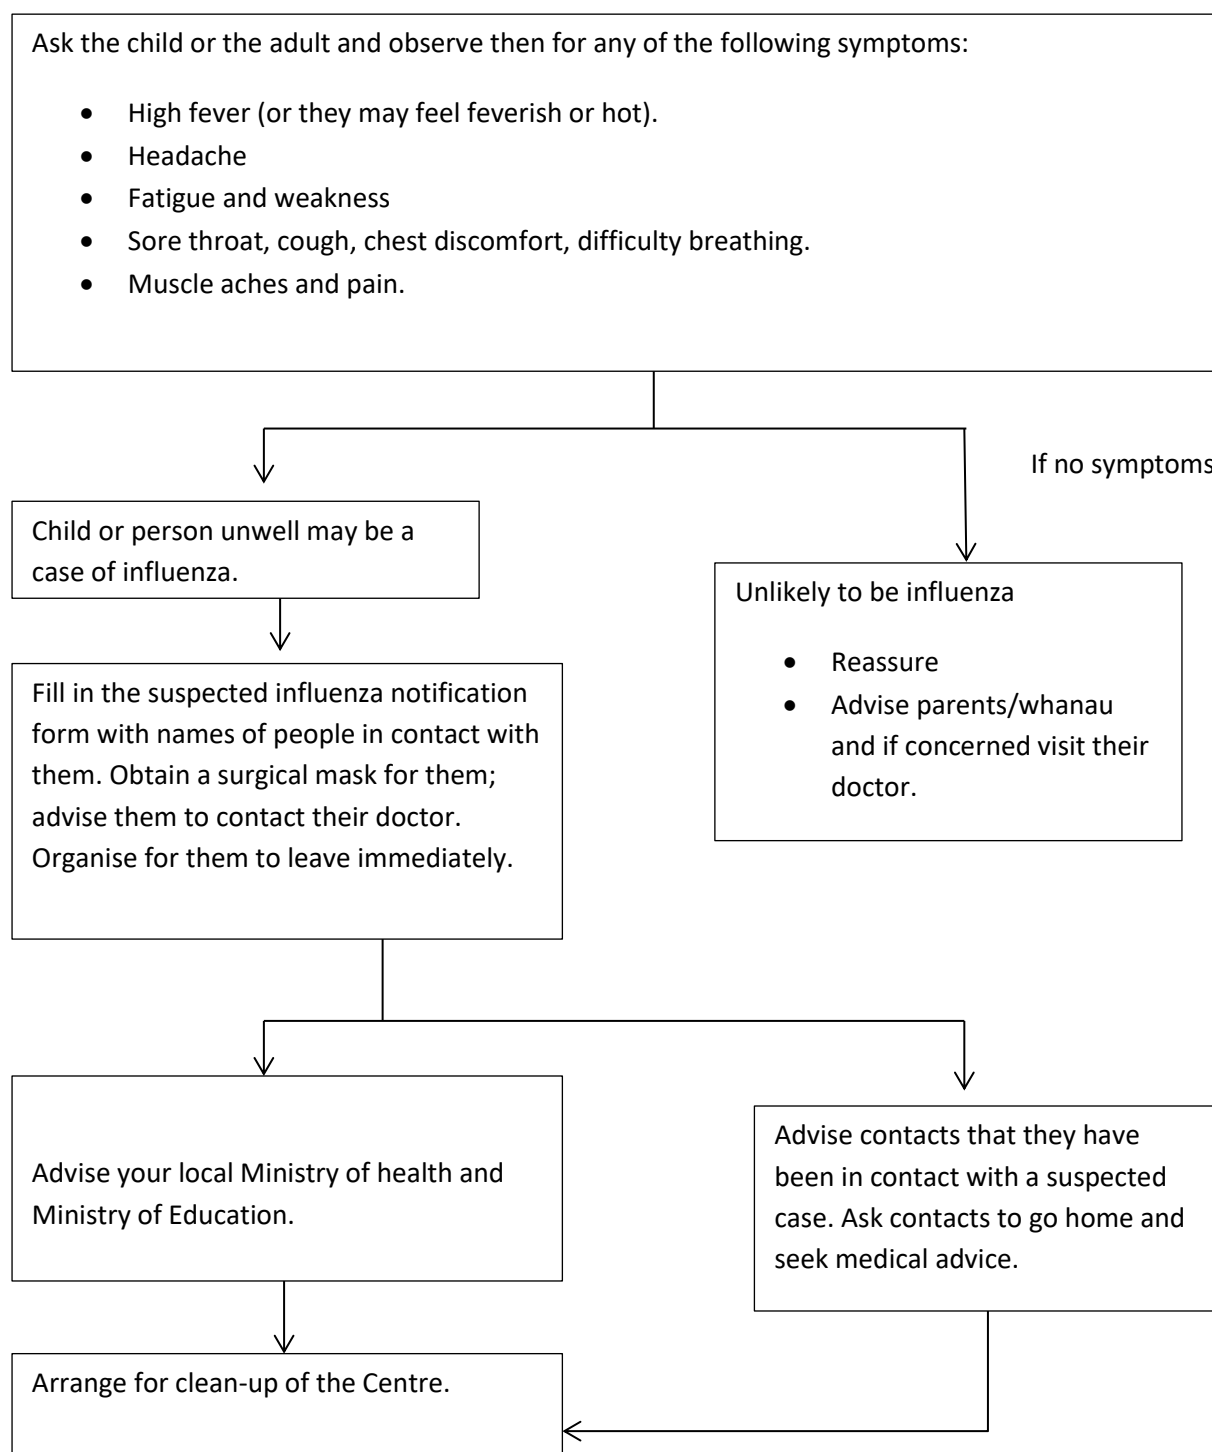 Ask the child or the adult and observe then for any of the following symptoms:
• High fever (or they may feel feverish or hot).
• Headache
• Fatigue and weakness
• Sore throat, cough, chest discomfort, difficulty breathing.
• Muscle aches and pain.
If no symptoms
Child or person unwell may be a
case of influenza.
Unlikely to be influenza
• Reassure
• Advise parents/whanau
and if concerned visit their
doctor.
Fill in the suspected influenza notification
form with names of people in contact with
them. Obtain a surgical mask for them;
advise them to contact their doctor.
Organise for them to leave immediately.
Advise your local Ministry of health and
Ministry of Education.
Advise contacts that they have
been in contact with a suspected
case. Ask contacts to go home and
seek medical advice.
Arrange for clean-up of the Centre.